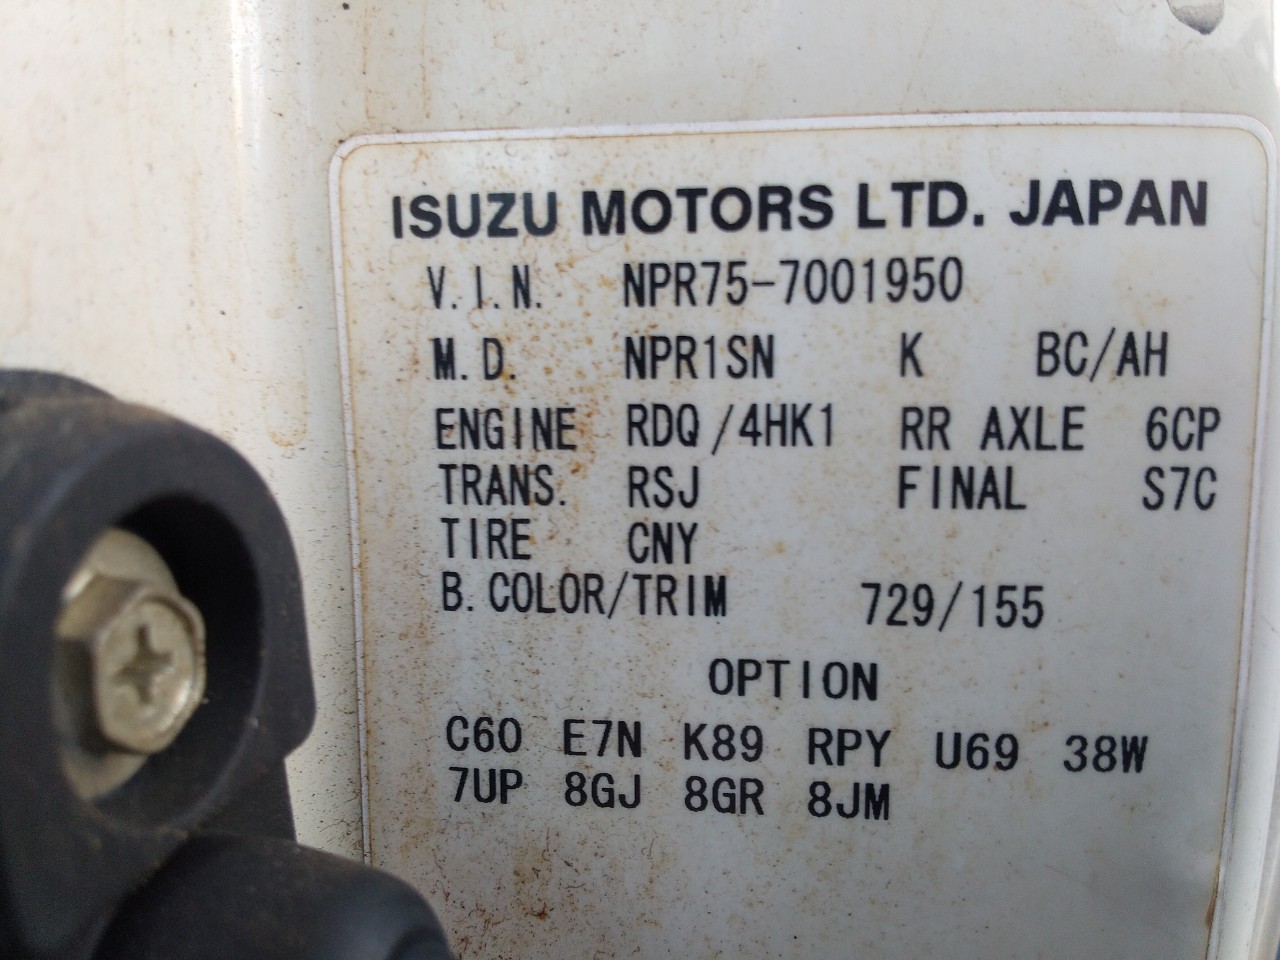 ISUZU MOTORS LTD. JAPAN
V.I.N. NPR75-7001950
M.D. NPR1SN K BC/AH
ENGINE RDQ/4HK1 RR AXLE 6CP
TRANS. RSJ FINAL S7C
TIRE CNY
B.COLOR/TRIM 729/155
OPTION
C60 E7N K89 RPY U69 38W
7UP 8GJ 8GR 8JM